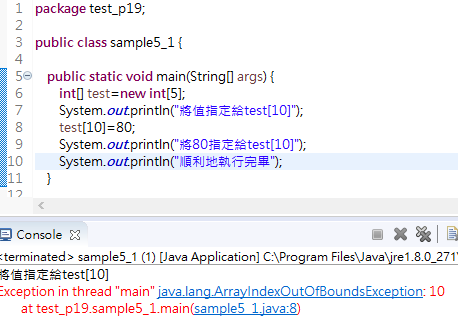 1 package test_p19;
2
3 public class sample5_1 {
4
5 public static void main(String[] args) {
6 int[] test=new int[5];
7 System.out.println("將值指定給test[10]");
8 test[10]=80;
9 System.out.println("將80指定給test[10]");
10 System.out.println("順利地執行完畢");
11 }
12
Console
<terminated> sample5_1 (1) [Java Application] C:\Program Files\Java\jre1.8.0_271\
將值指定給test[10]
Exception in thread "main" java.lang.ArrayIndexOutOfBoundsException: 10
at test_p19.sample5_1.main(sample5_1.java:8)